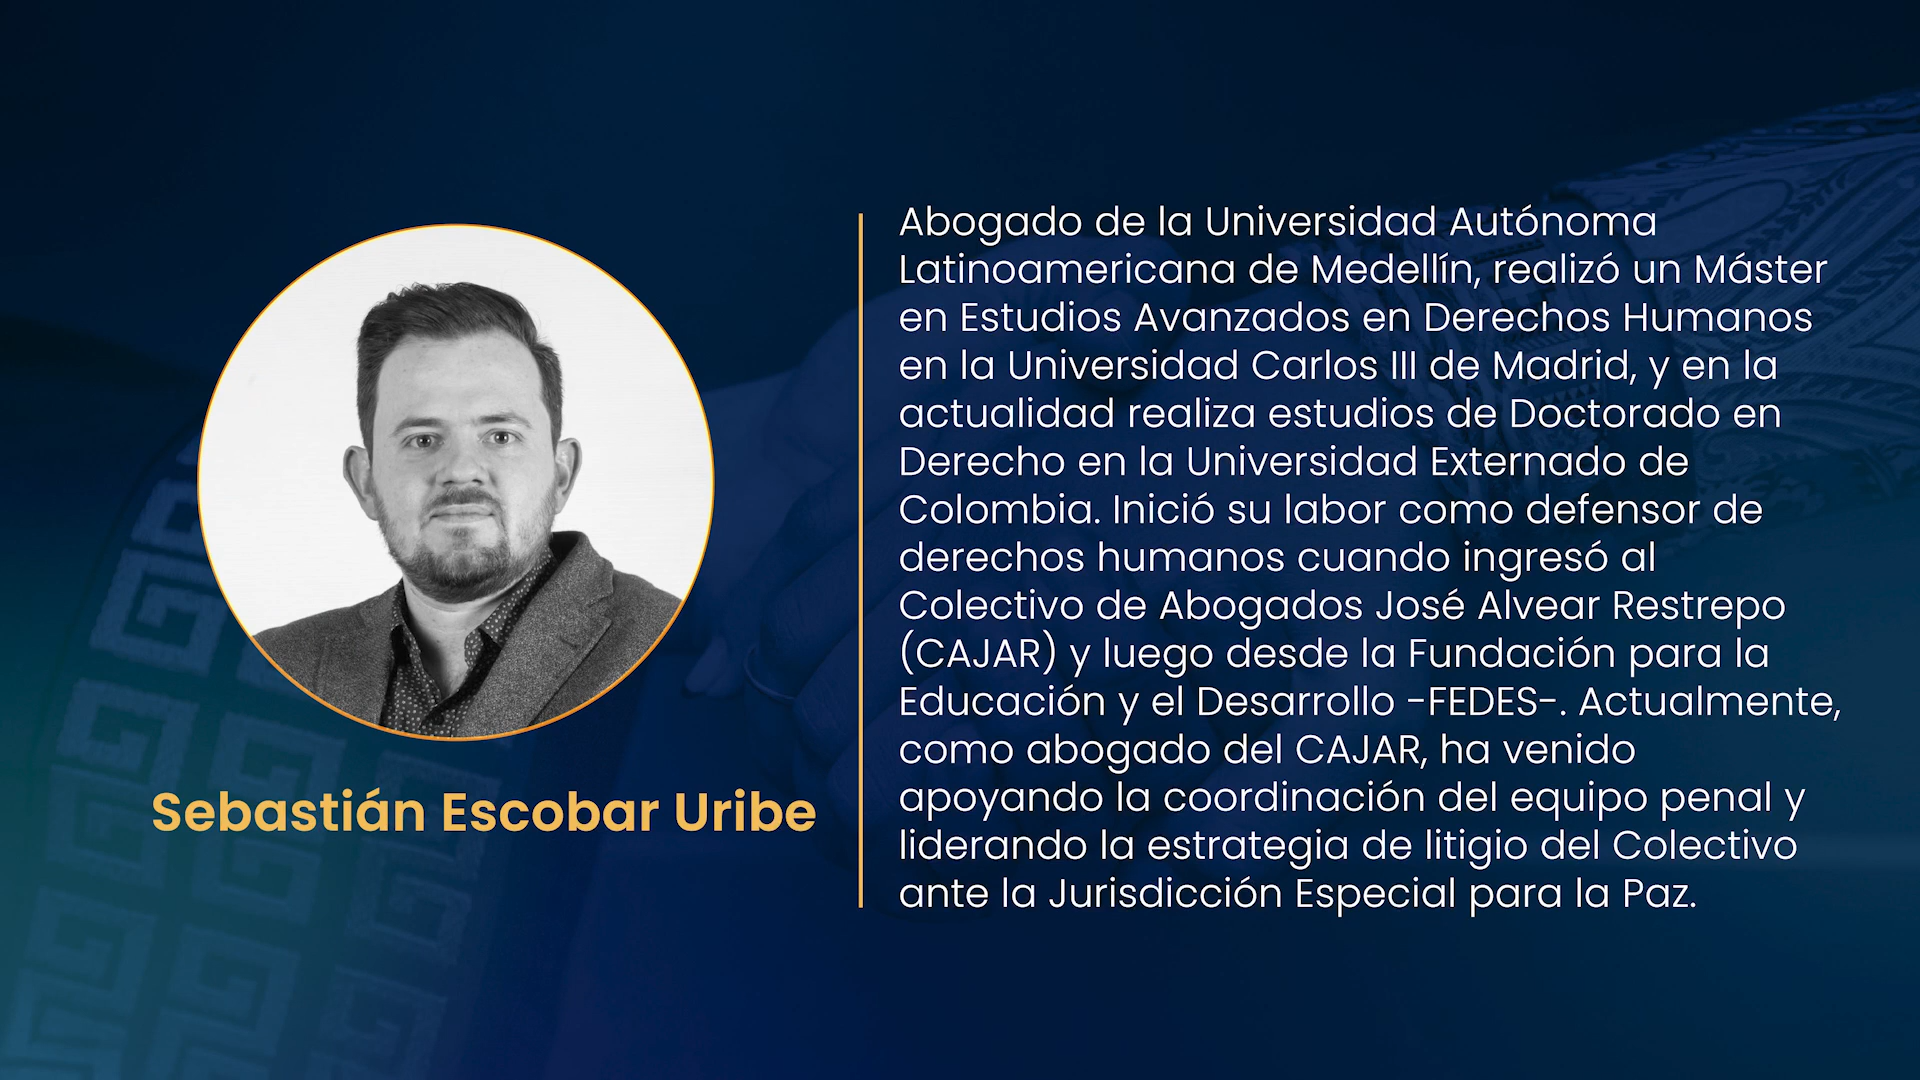 Sebastián Escobar Uribe
Abogado de la Universidad Autónoma
Latinoamericana de Medellín, realizó un Máster
en Estudios Avanzados en Derechos Humanos
en la Universidad Carlos III de Madrid, y en la
actualidad realiza estudios de Doctorado en
Derecho en la Universidad Externado de
Colombia. Inició su labor como defensor de
derechos humanos cuando ingresó al
Colectivo de Abogados José Alvear Restrepo
(CAJAR) y luego desde la Fundación para la
Educación y el Desarrollo -FEDES-. Actualmente,
como abogado del CAJAR, ha venido
apoyando la coordinación del equipo penal y
liderando la estrategia de litigio del Colectivo
ante la Jurisdicción Especial para la Paz.